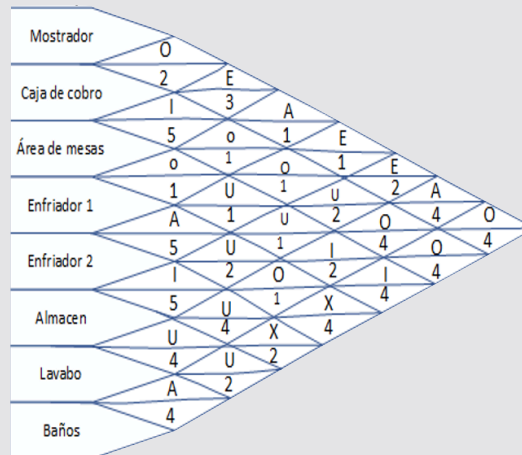 Mostrador
O
2 E
Caja de cobro
I 3 A
5 o 1 E
Área de mesas
o 1 O 1 E
1 U 1 U 2 A
Enfriador 1
A 1 U 2 O 4 O
5 U 1 I 4 O 4
Enfriador 2
I 2 O 2 I 4
5 U 1 X 4
Almacen
U 4 X 4
4 U 2
Lavabo
A 2
4
Baños